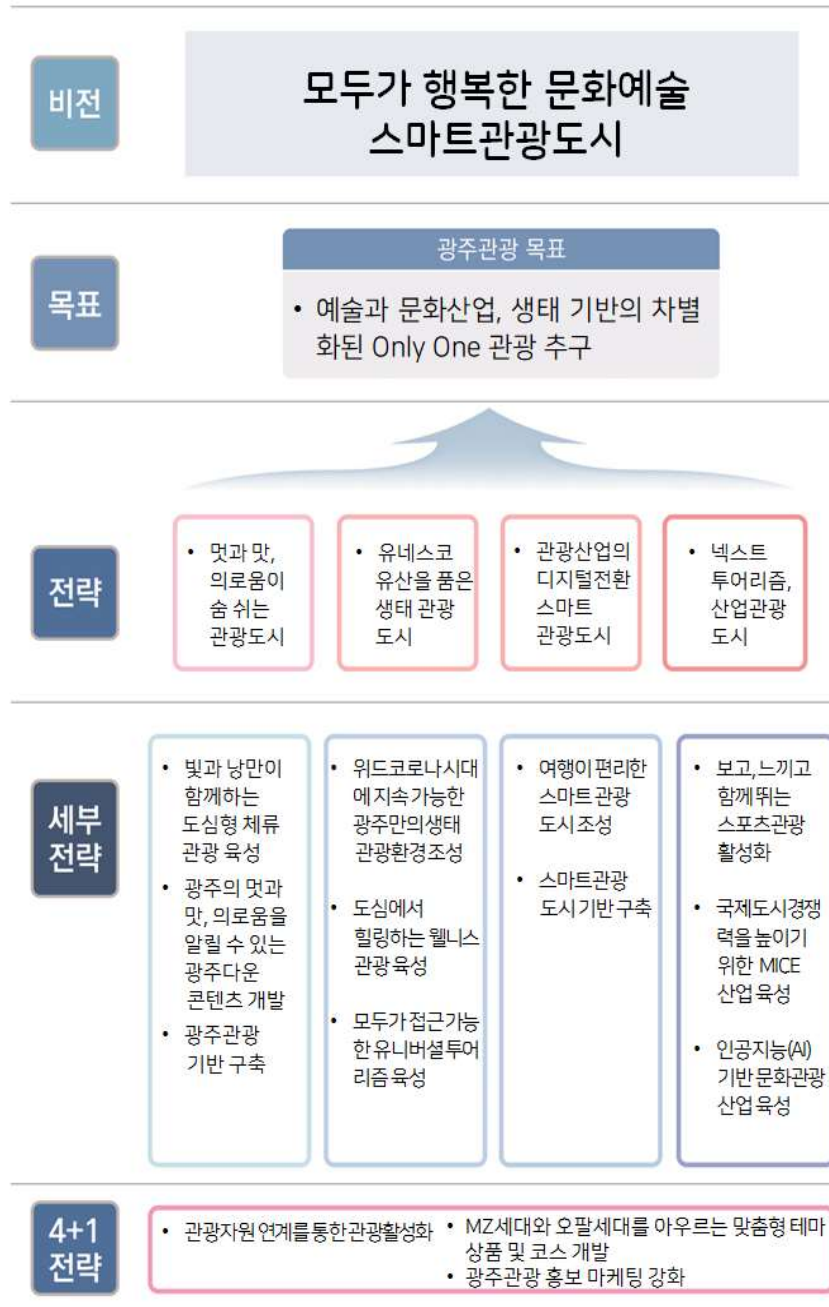 비전
모두가 행복한 문화예술
스마트관광도시
목표
광주관광 목표
• 예술과 문화산업, 생태 기반의 차별
화된 Only One 관광 추구
전략
• 멋과 맛,
의로움이
숨 쉬는
관광도시
• 유네스코
유산을 품은
생태 관광
도시
• 관광산업의
디지털전환
스마트
관광도시
• 넥스트
투어리즘,
산업관광
도시
세부
전략
• 빛과 낭만이
함께하는
도심형 체류
관광 육성
• 광주의 멋과
맛, 의로움을
알릴 수 있는
광주다운
콘텐츠 개발
• 광주관광
기반 구축
• 위드코로나시대
에 지속 가능한
광주만의 생태
관광환경 조성
• 도심에서
힐링하는 웰니스
관광 육성
• 모두가 접근가능
한 유니버셜투어
리즘 육성
• 여행이 편리한
스마트 관광
도시 조성
• 스마트관광
도시 기반 구축
• 보고,느끼고
함께 뛰는
스포츠관광
활성화
• 국제도시경쟁
력을 높이기
위한 MICE
산업 육성
• 인공지능(AI)
기반 문화관광
산업 육성
4+1
전략
• 관광자원 연계를 통한 관광활성화
• MZ세대와 오팔세대를 아우르는 맞춤형 테마
상품 및 코스 개발
• 광주관광 홍보 마케팅 강화